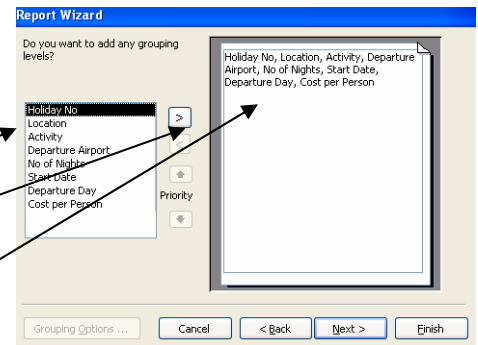 Report Wizard
Do you want to add any grouping
levels?
Holiday No
Location
Activity
Departure Airport
No of Nights
Start Date
Departure Day
Cost per Person
>
<
Priority
Holiday No, Location, Activity, Departure
Airport, No of Nights, Start Date,
Departure Day, Cost per Person
Grouping Options ...
Cancel
< Back
Next >
Finish